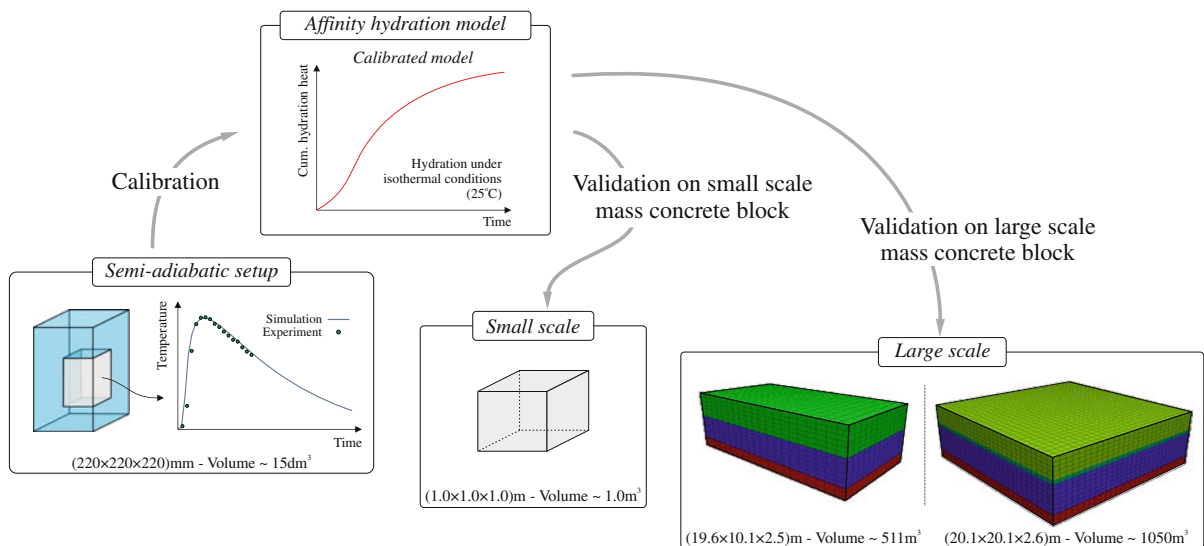 Affinity hydration model
Calibrated model
Cum. hydration heat
Hydration under
isothermal conditions
(25°C)
Time
Calibration
Validation on small scale
mass concrete block
Validation on large scale
mass concrete block
Semi-adiabatic setup
Temperature
Simulation
Experiment
Time
(220×220×220)mm - Volume ~ 15dm³
Small scale
(1.0×1.0×1.0)m - Volume ~ 1.0m³
Large scale
(19.6×10.1×2.5)m - Volume ~ 511m³
(20.1×20.1×2.6)m - Volume ~ 1050m³